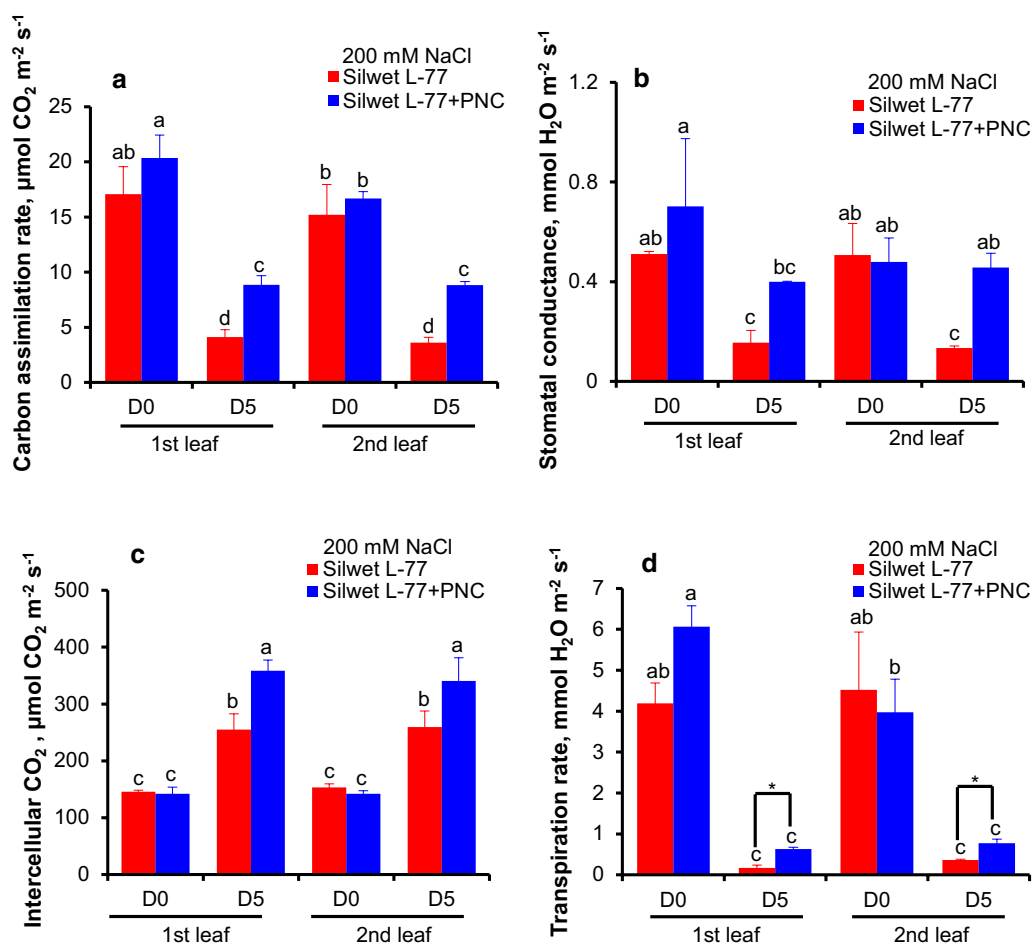 a
200 mM NaCl
Silwet L-77
Silwet L-77+PNC
Carbon assimilation rate, µmol CO₂ m⁻² s⁻¹
25
20
15
10
5
0
ab
a
d
c
b
b
d
c
D0
D5
D0
D5
1st leaf
2nd leaf
b
200 mM NaCl
Silwet L-77
Silwet L-77+PNC
Stomatal conductance, mmol H₂O m⁻² s⁻¹
1.2
0.8
0.4
0
ab
a
c
bc
ab
ab
c
ab
D0
D5
D0
D5
1st leaf
2nd leaf
c
200 mM NaCl
Silwet L-77
Silwet L-77+PNC
Intercellular CO₂ , µmol CO₂ m⁻² s⁻¹
500
400
300
200
100
0
c
c
b
a
c
c
b
a
D0
D5
D0
D5
1st leaf
2nd leaf
d
200 mM NaCl
Silwet L-77
Silwet L-77+PNC
Transpiration rate, mmol H₂O m⁻² s⁻¹
7
6
5
4
3
2
1
0
ab
a
*
c
c
ab
b
*
c
c
D0
D5
D0
D5
1st leaf
2nd leaf